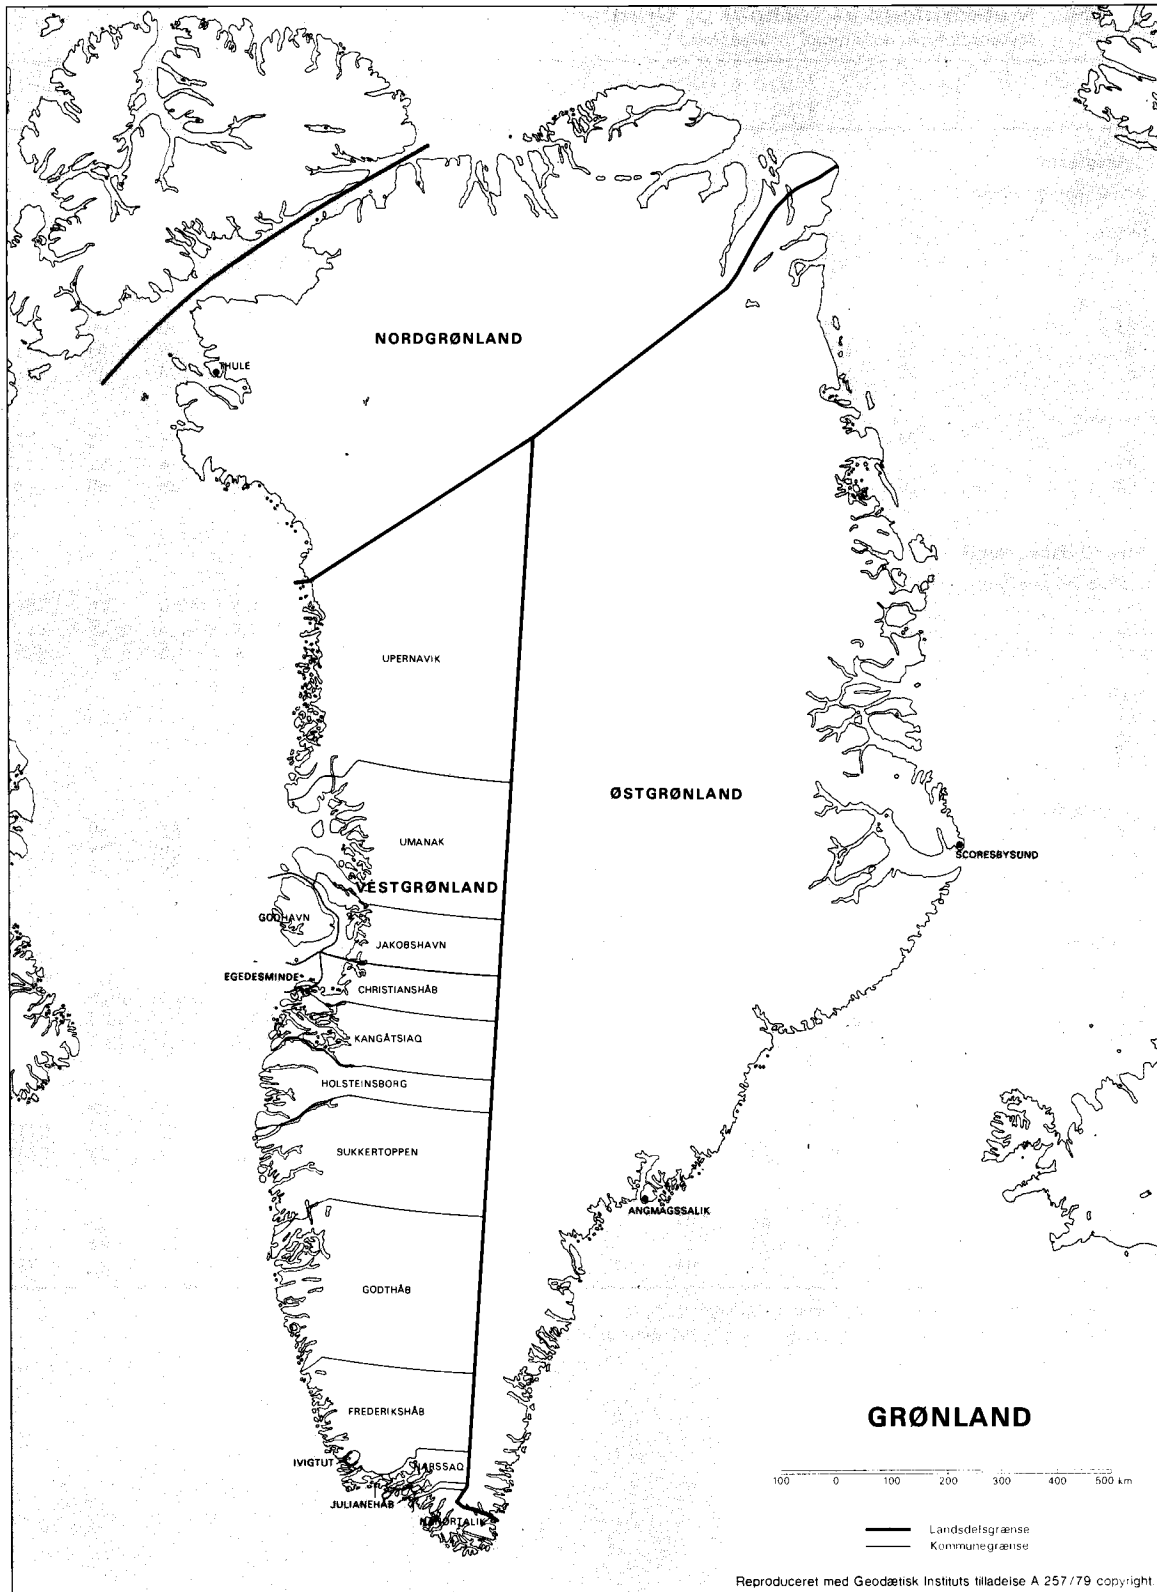 NORDGRØNLAND
THULE
UPERNAVIK
ØSTGRØNLAND
UMANAK
SCORESBYSUND
VESTGRØNLAND
GODHAVN
JAKOBSHAVN
EGEDESMINDE
CHRISTIANSHÅB
KANGÅTSIAQ
HOLSTEINSBORG
SUKKERTOPPEN
ANGMAGSSALIK
GODTHÅB
FREDERIKSHÅB
GRØNLAND
IVIGTUT
NARSSAQ
100 0 100 200 300 400 500 km
JULIANEHÅB
NANORTALIK
Landsdelsgrænse
Kommunegrænse
Reproduceret med Geodætisk Instituts tilladelse A 257/79 copyright.